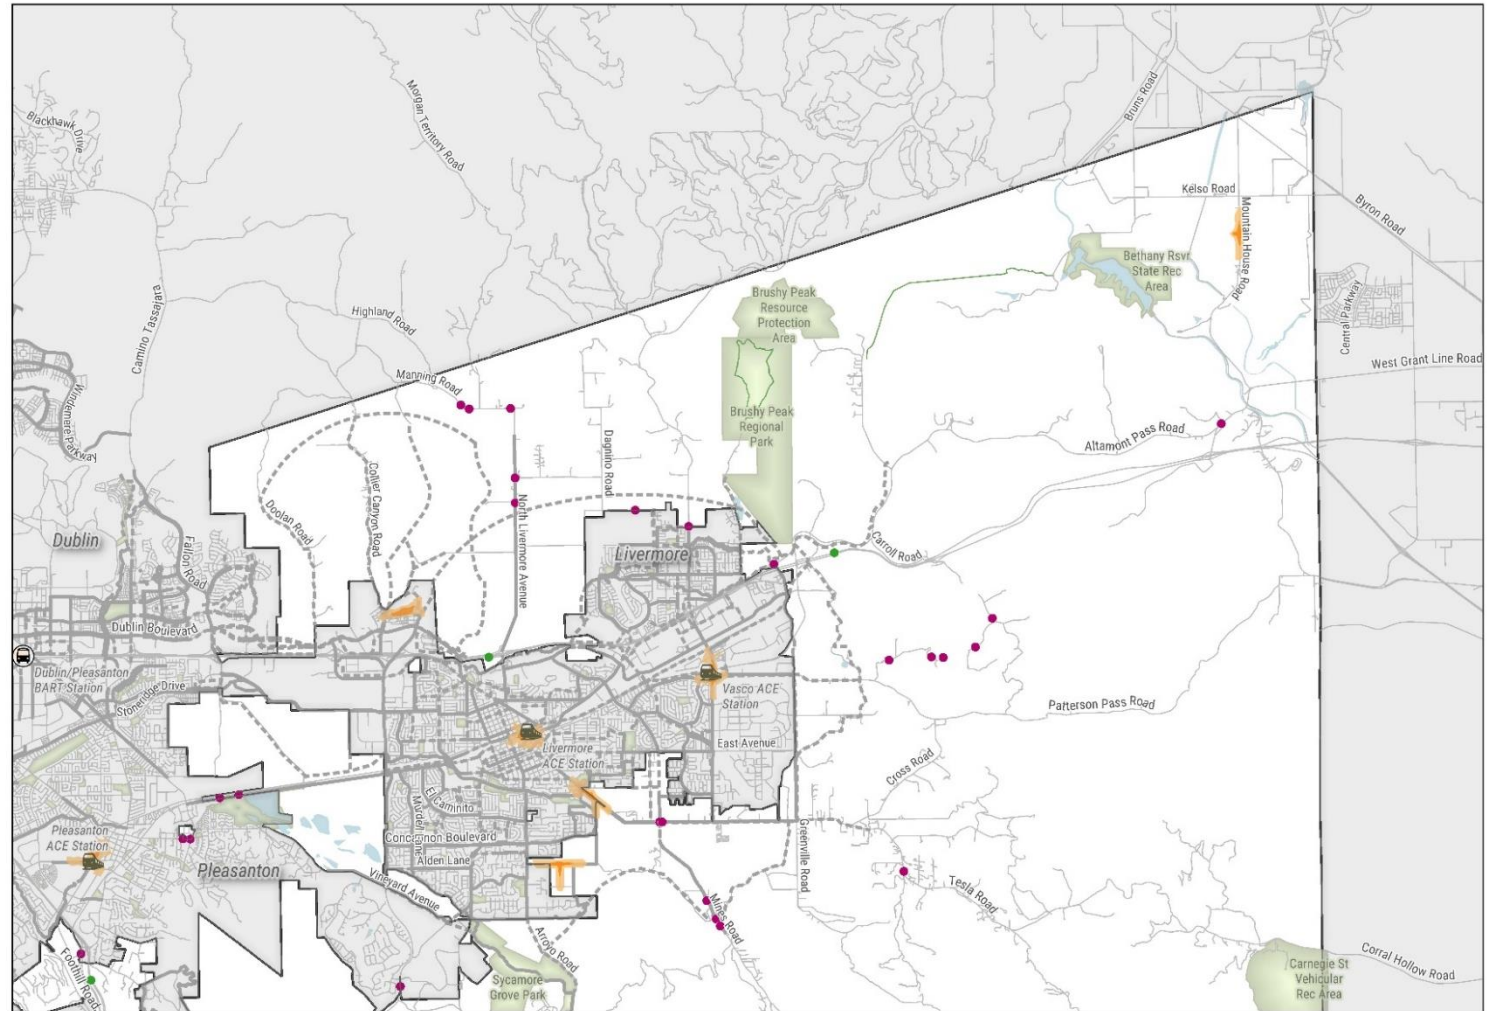 Blackhawk Drive
Morgan Territory Road
Bruns Road
Kelso Road
Mountain House Road
Byron Road
Bethany Rsvr
State Rec
Area
Central Parkway
West Grant Line Road
Camino Tassajara
Highland Road
Brushy Peak
Resource
Protection
Area
Windemere Parkway
Manning Road
Brushy Peak
Regional
Park
Altamont Pass Road
Dagnino Road
Collier Canyon Road
Doolan Road
North Livermore Avenue
Dublin
Fallon Road
Livermore
Carroll Road
Dublin Boulevard
Dublin/Pleasanton
BART Station
Stoneridge Drive
Vasco ACE
Station
Patterson Pass Road
Livermore
ACE Station
East Avenue
Cross Road
El Caminito
Concannon Boulevard
Alden Lane
Pleasanton
ACE Station
Pleasanton
Vineyard Avenue
Greenville Road
Tesla Road
Mines Road
Arroyo Road
Foothill Road
Sycamore
Grove Park
Carnegie St
Vehicular
Rec Area
Corral Hollow Road